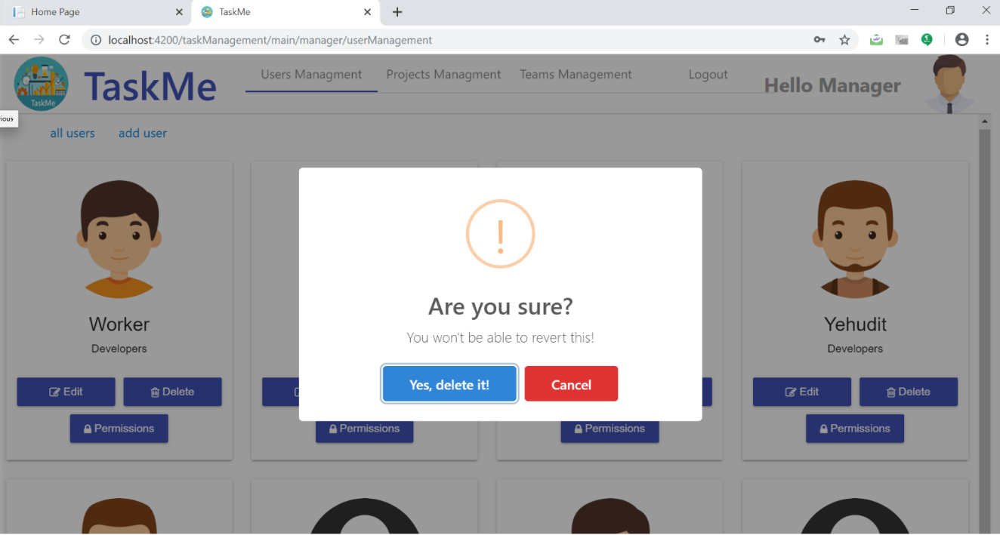 Home Page
TaskMe
localhost:4200/taskManagement/main/manager/userManagement
TaskMe
TaskMe
Users Managment
Projects Managment
Teams Management
Logout
Hello Manager
ious
all users
add user
Are you sure?
You won't be able to revert this!
Yes, delete it!
Cancel
Worker
Developers
Edit
Delete
Permissions
Permissions
Permissions
Yehudit
Developers
Edit
Delete
Permissions